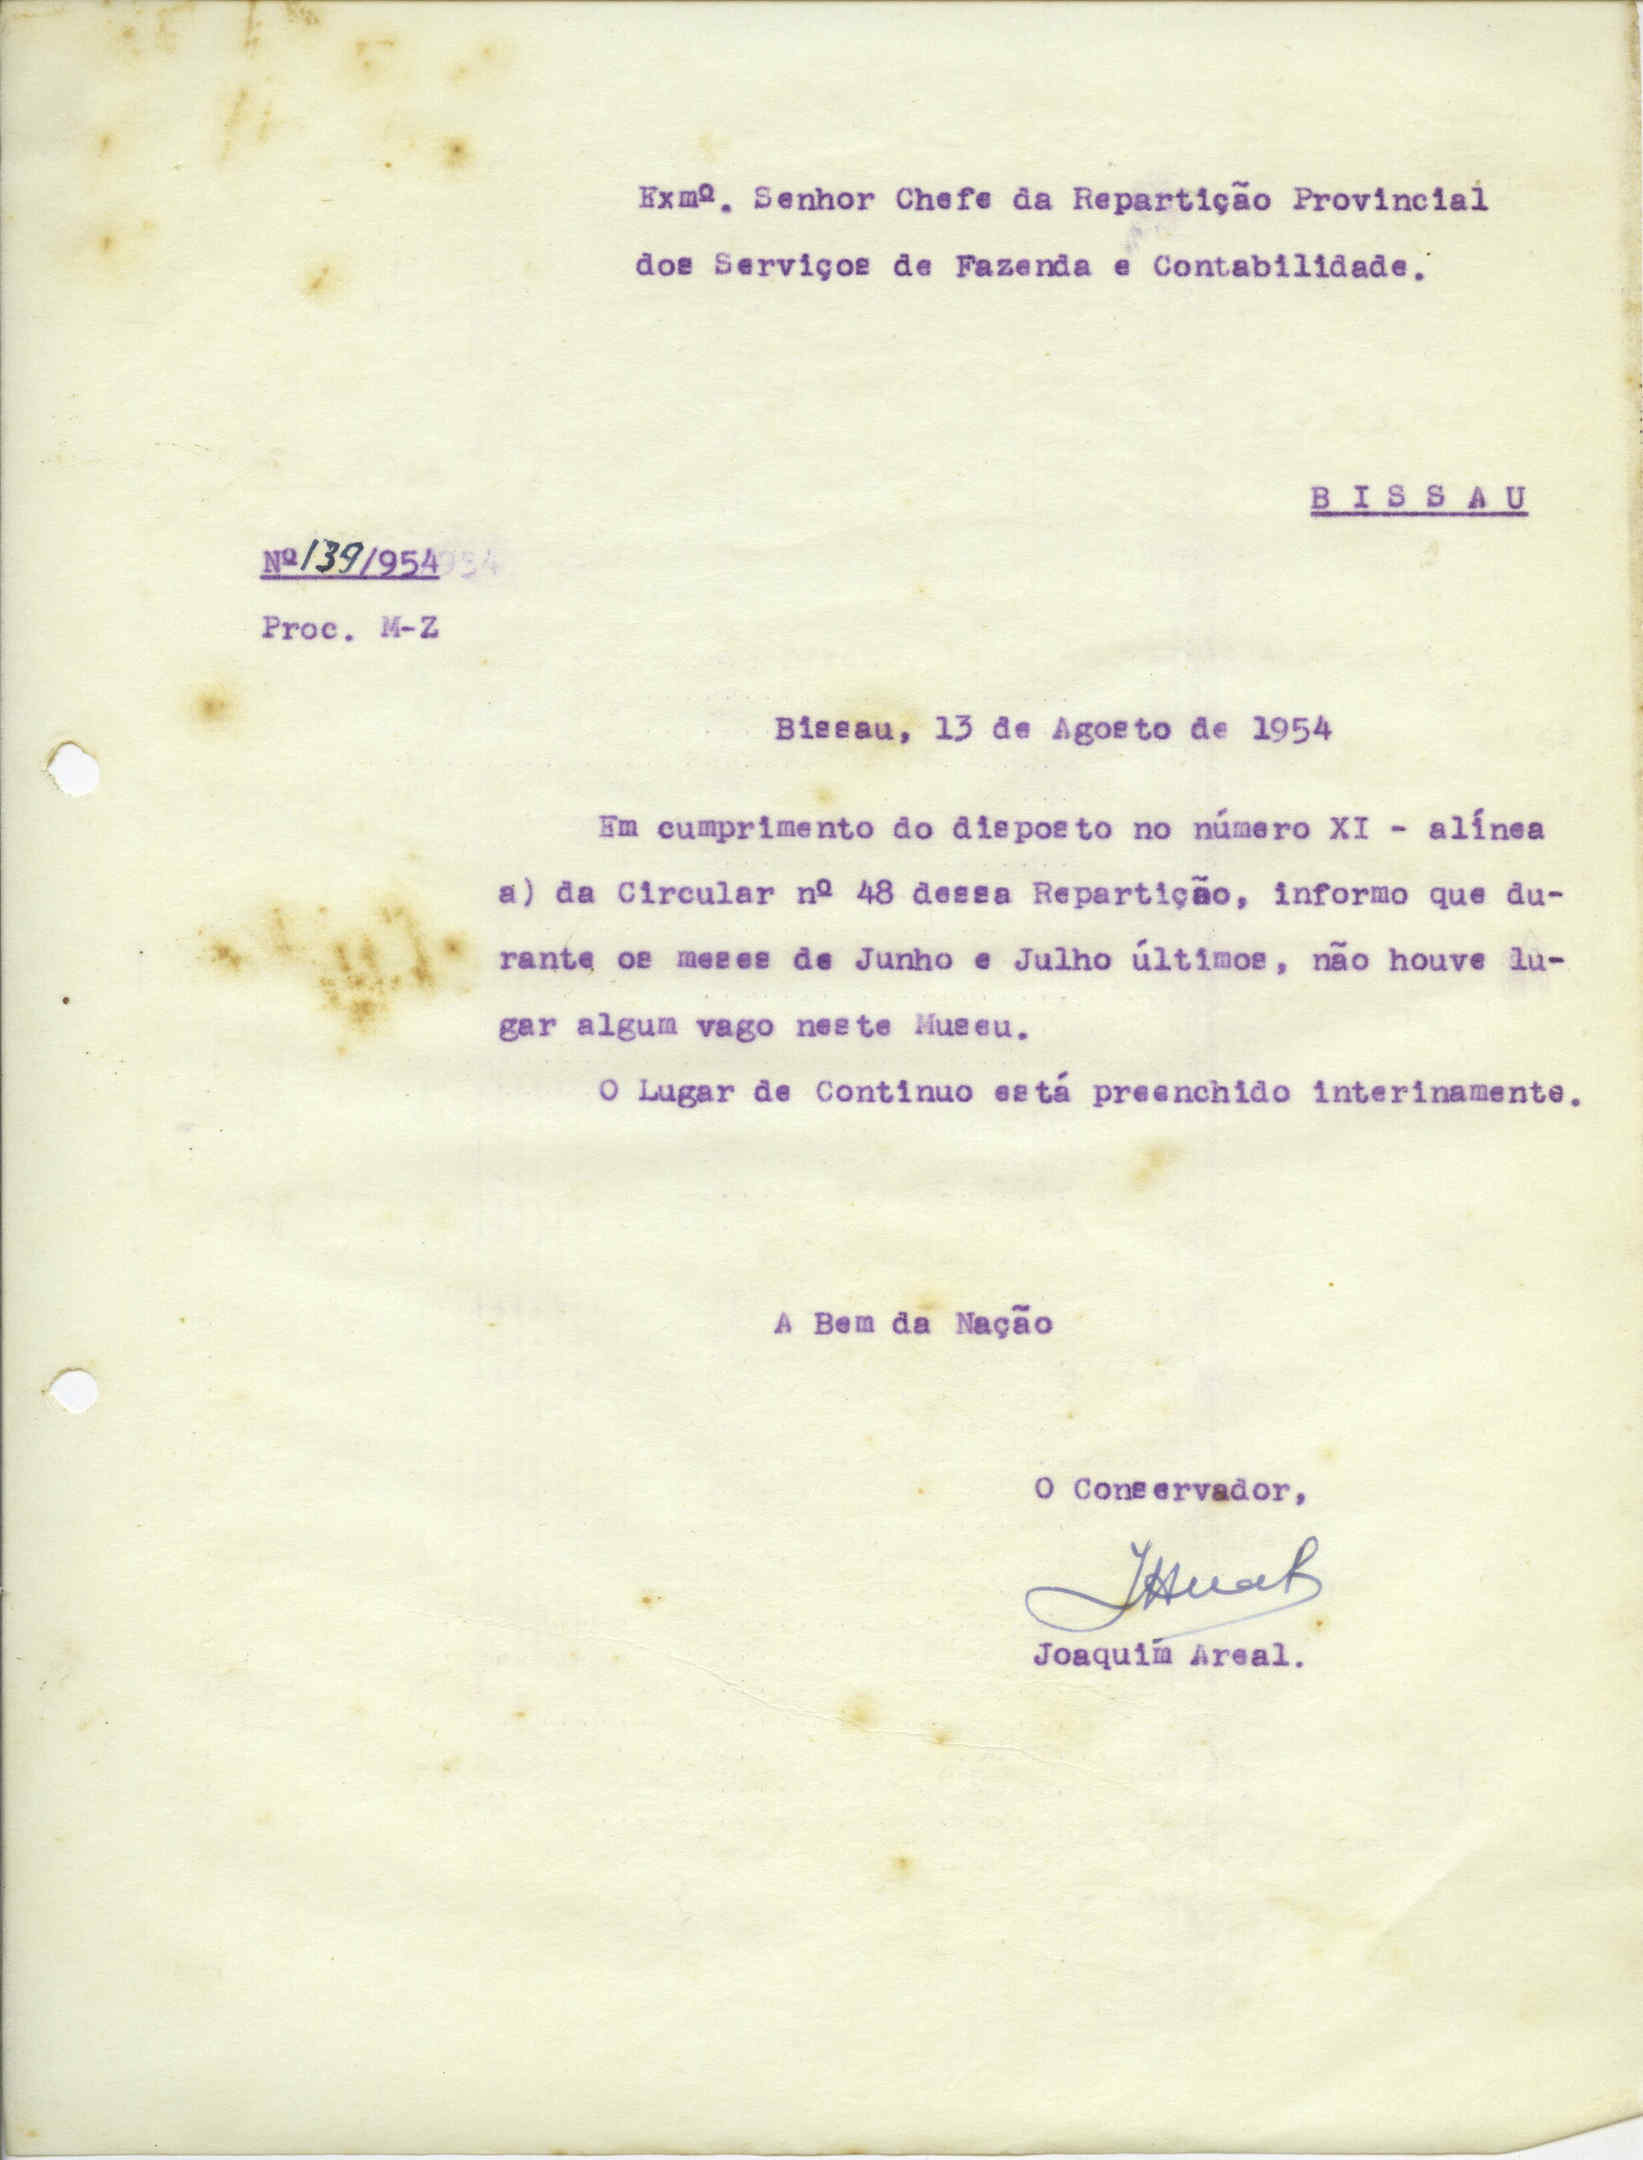 Exmº. Senhor Chefe da Repartição Provincial
dos Serviços de Fazenda e Contabilidade.
B I S S A U
Nº 139/954
Proc. M-Z
Bissau, 13 de Agosto de 1954
Em cumprimento do disposto no número XI - alínea
a) da Circular nº 48 dessa Repartição, informo que du-
rante os meses de Junho e Julho últimos, não houve lu-
gar algum vago neste Museu.
O Lugar de Continuo está preenchido interinamente.
A Bem da Nação
O Conservador,
Joaquim Areal.